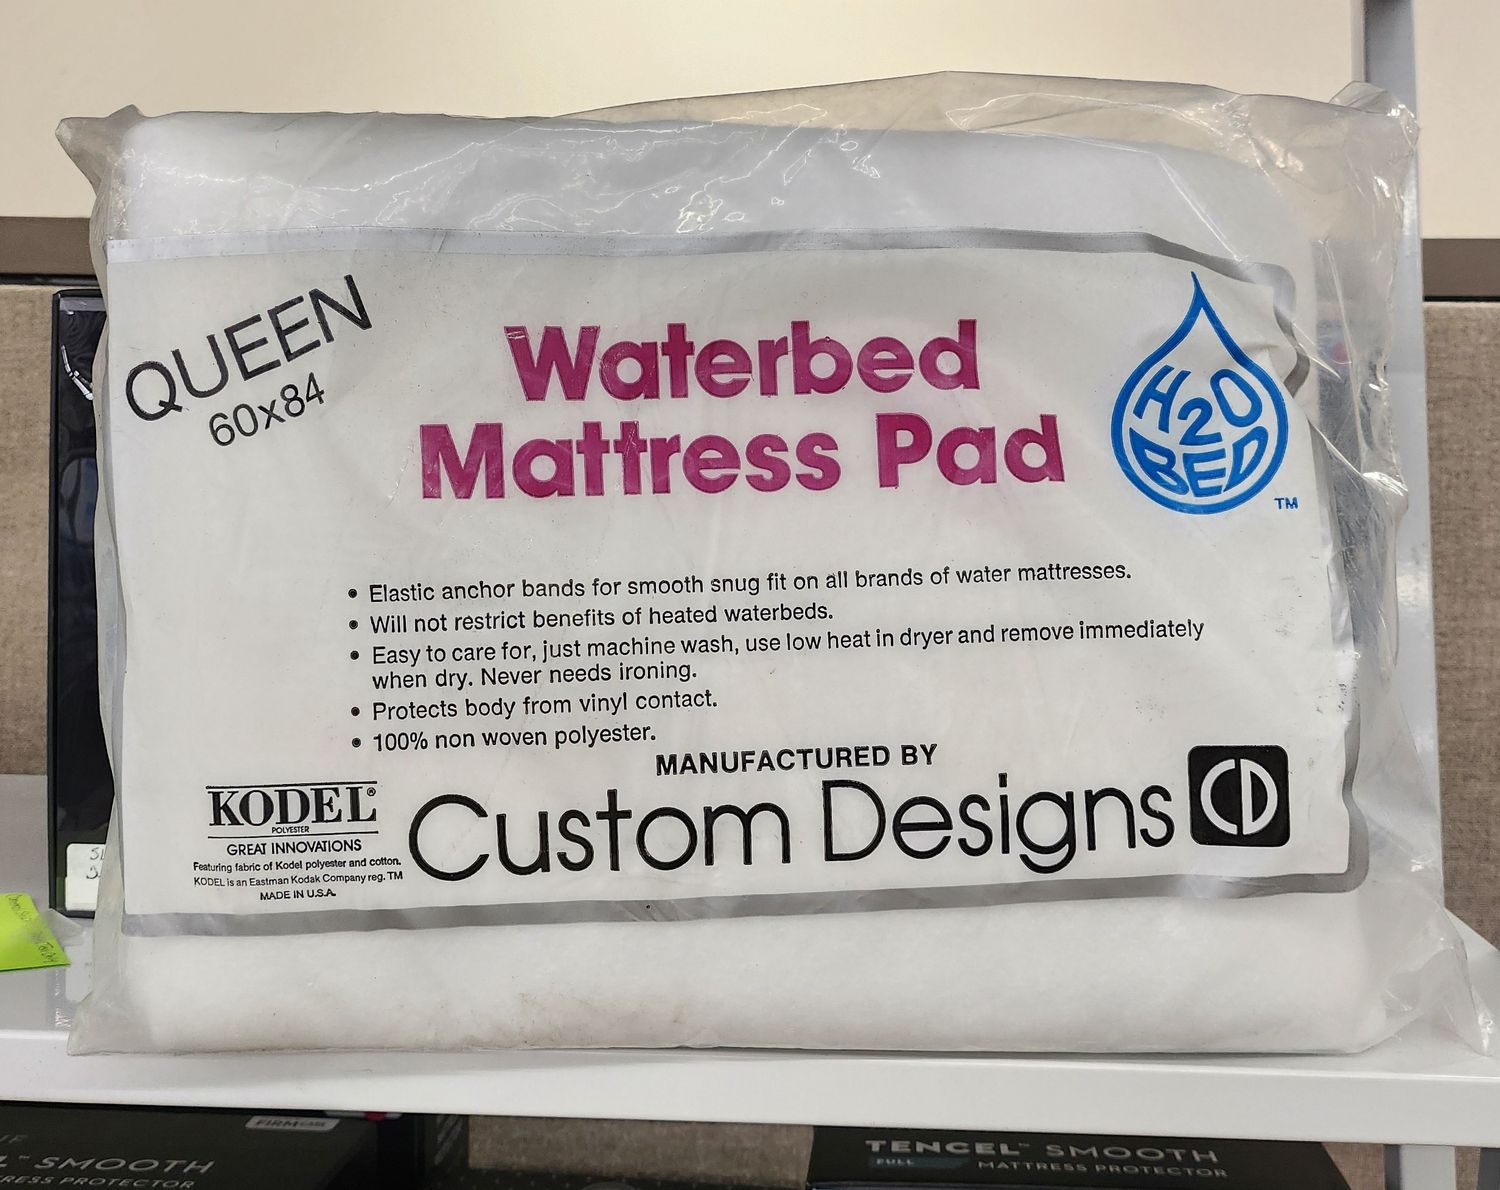 QUEEN
60x84
Waterbed
Mattress Pad
H2O
BED
TM
• Elastic anchor bands for smooth snug fit on all brands of water mattresses.
• Will not restrict benefits of heated waterbeds.
• Easy to care for, just machine wash, use low heat in dryer and remove immediately
when dry. Never needs ironing.
• Protects body from vinyl contact.
• 100% non woven polyester.
MANUFACTURED BY
Custom Designs CD
KODEL®
POLYESTER
GREAT INNOVATIONS
Featuring fabric of Kodel polyester and cotton.
KODEL is an Eastman Kodak Company reg. TM
MADE IN U.S.A.
FIRM
SMOOTH
TENCEL™ SMOOTH
FULL
MATTRESS PROTECTOR
PROTECTOR